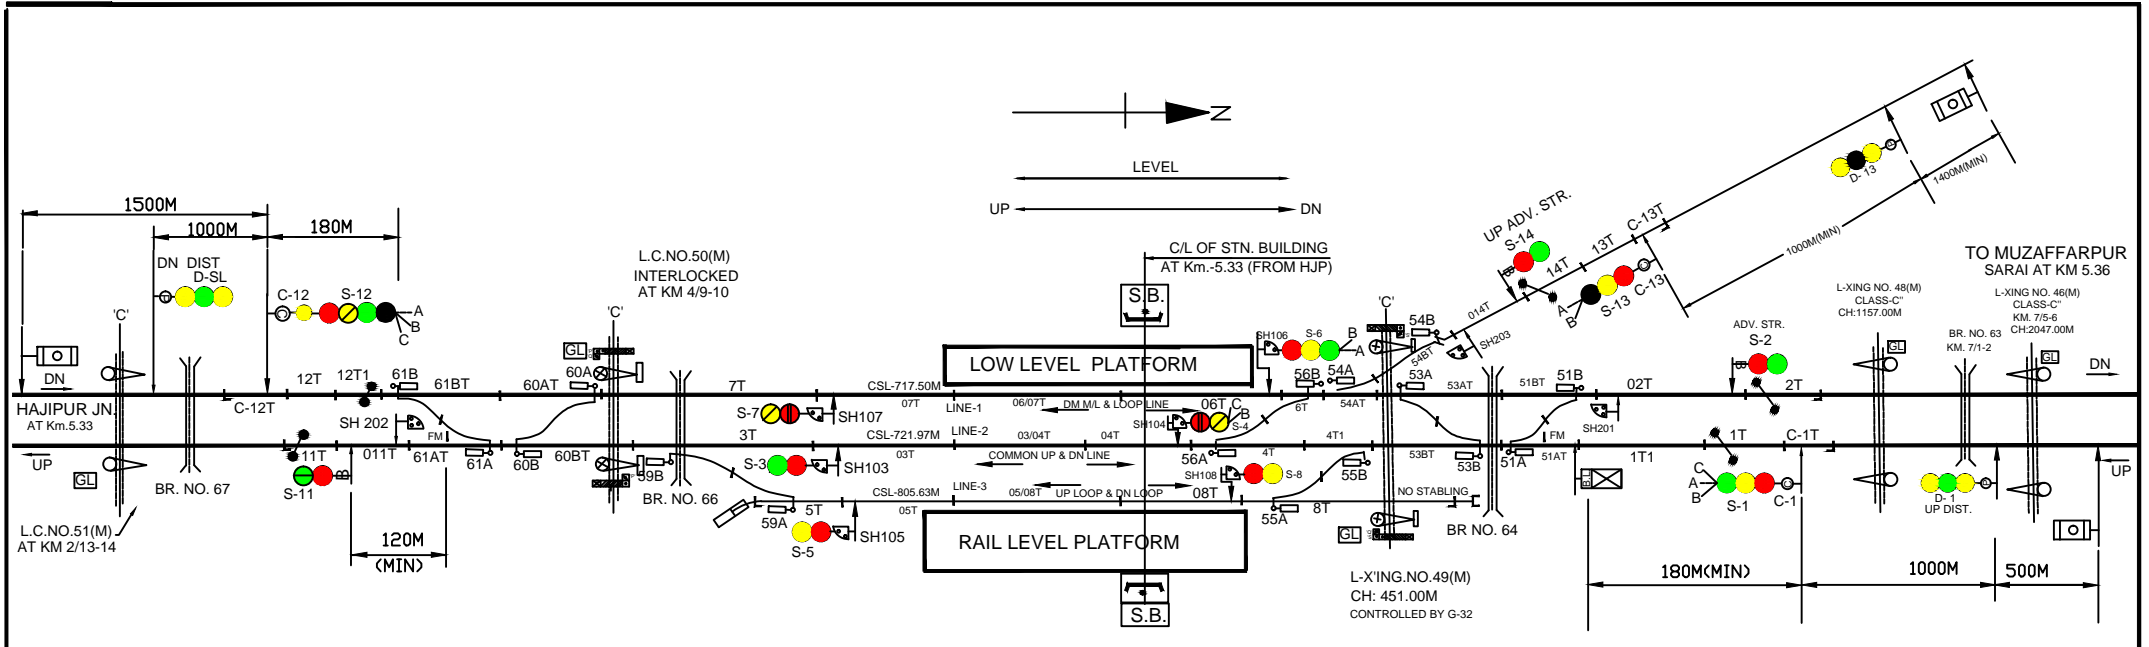 N
LEVEL
UP
DN
C/L OF STN. BUILDING
AT Km.-5.33 (FROM HJP)
S.B.
1500M
1000M
180M
DN DIST
D-SL
C-12
S-12
A
B
C
'C'
L.C.NO.50(M)
INTERLOCKED
AT KM 4/9-10
'C'
GL
DN
HAJIPUR JN.
AT Km.5.33
UP
GL
L.C.NO.51(M)
AT KM 2/13-14
C-12T
12T
12T1
61B
61BT
60AT
60A
SH 202
FM
11T
011T
61AT
61A
60B
60BT
59B
S-11
B
BR. NO. 67
120M
(MIN)
BR. NO. 66
7T
S-7
SH107
3T
S-3
SH103
59A
5T
S-5
SH105
LOW LEVEL PLATFORM
CSL-717.50M
07T
LINE-1
06/07T
DM M/L & LOOP LINE
06T
CSL-721.97M
03T
LINE-2
03/04T
04T
COMMON UP & DN LINE
CSL-805.63M
05T
LINE-3
05/08T
UP LOOP & DN LOOP
08T
RAIL LEVEL PLATFORM
S.B.
SH106
S-6
B
A
SH104
C
B
S-4
56B
54A
6T
54AT
56A
4T
4T1
SH108
S-8
55B
55A
8T
NO STABLING
'C'
54B
54BT
014T
SH203
53A
53AT
53BT
53B
51A
51AT
FM
51BT
51B
SH201
GL
BR NO. 64
L-X'ING.NO.49(M)
CH: 451.00M
CONTROLLED BY G-32
UP ADV. STR.
S-14
B
14T
13T
C-13T
A
B
S-13
C-13
D- 13
1000M(MIN)
1400M(MIN)
P
TO MUZAFFARPUR
SARAI AT KM 5.36
L-XING NO. 48(M)
CLASS-C"
CH:1157.00M
L-XING NO. 46(M)
CLASS-C"
KM. 7/5-6
CH:2047.00M
BR. NO. 63
KM. 7/1-2
GL
GL
ADV. STR.
S-2
B
02T
2T
1T
C-1T
1T1
BL
C
A
B
S-1
C-1
D- 1
UP DIST.
P
DN
UP
180M(MIN)
1000M
500M